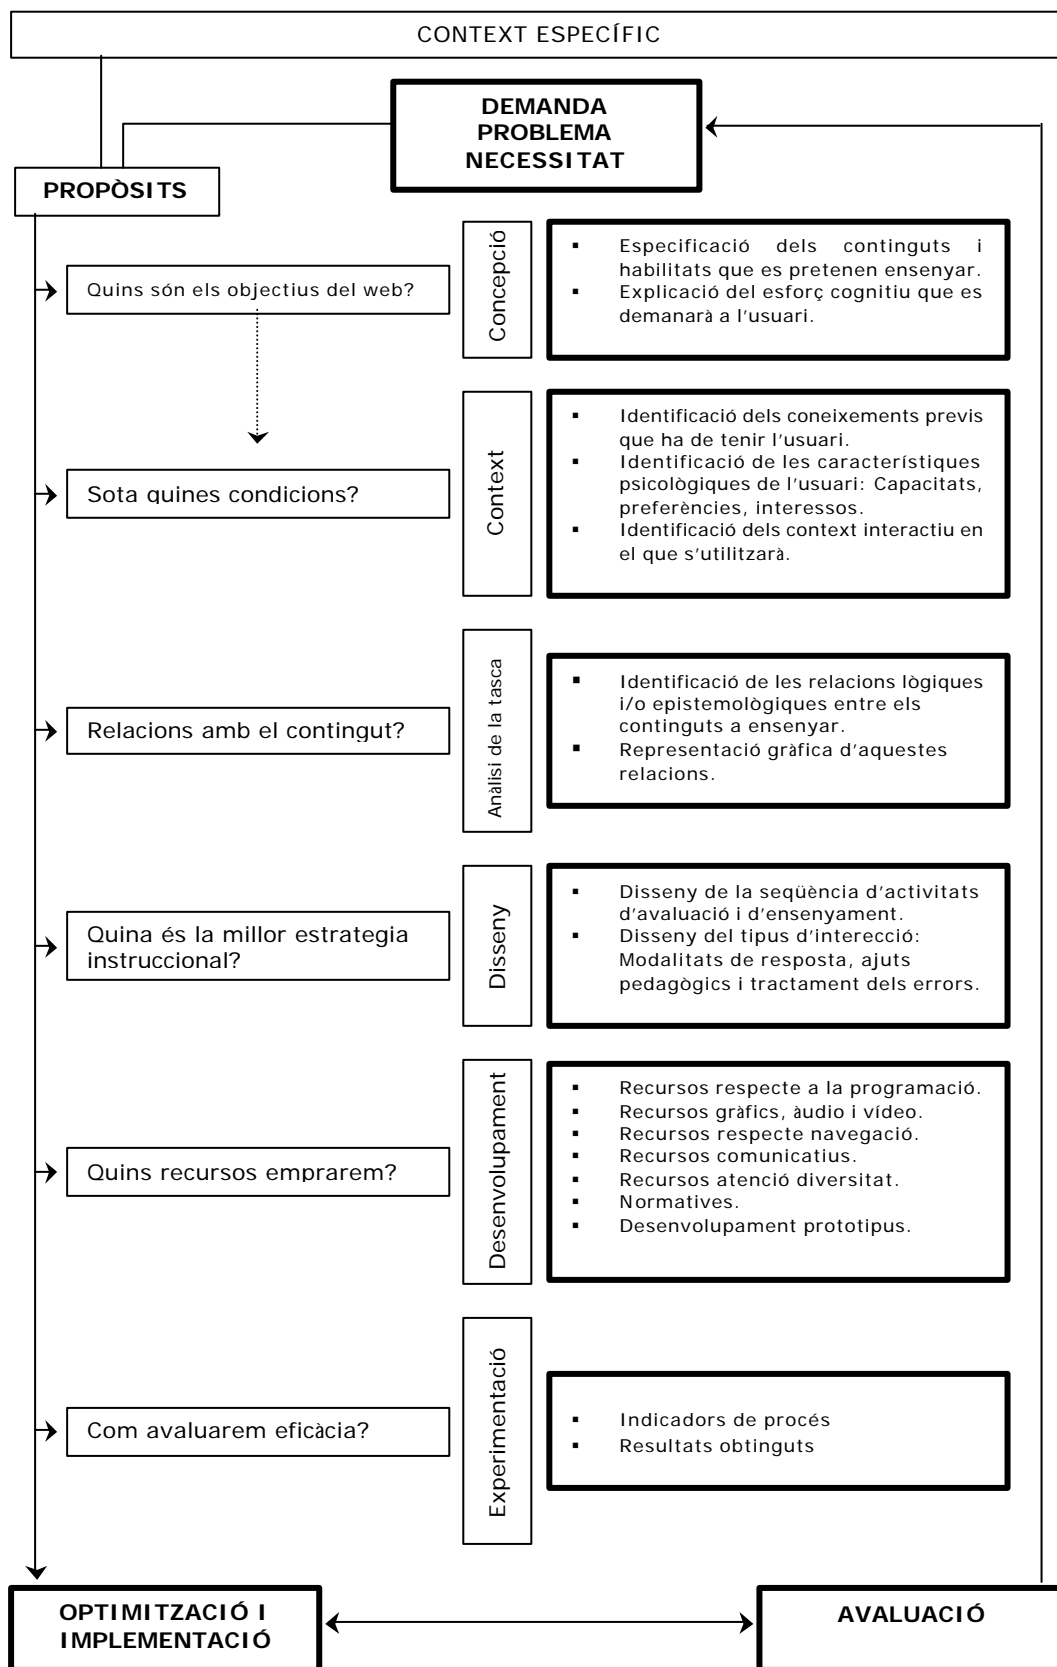 CONTEXT ESPECÍFIC
DEMANDA
PROBLEMA
NECESSITAT
PROPÒSITS
Quins són els objectius del web?
Concepció
▪ Especificació dels continguts i
habilitats que es pretenen ensenyar.
▪ Explicació del esforç cognitiu que es
demanarà a l'usuari.
Sota quines condicions?
Context
▪ Identificació dels coneixements previs
que ha de tenir l'usuari.
▪ Identificació de les característiques
psicològiques de l'usuari: Capacitats,
preferències, interessos.
▪ Identificació dels context interactiu en
el que s'utilitzarà.
Relacions amb el contingut?
Anàlisi de la tasca
▪ Identificació de les relacions lògiques
i/o epistemològiques entre els
continguts a ensenyar.
▪ Representació gràfica d'aquestes
relacions.
Quina és la millor estrategia
instruccional?
Disseny
▪ Disseny de la seqüència d'activitats
d'avaluació i d'ensenyament.
▪ Disseny del tipus d'interecció:
Modalitats de resposta, ajuts
pedagògics i tractament dels errors.
Quins recursos emprarem?
Desenvolupament
▪ Recursos respecte a la programació.
▪ Recursos gràfics, àudio i vídeo.
▪ Recursos respecte navegació.
▪ Recursos comunicatius.
▪ Recursos atenció diversitat.
▪ Normatives.
▪ Desenvolupament prototipus.
Com avaluarem eficàcia?
Experimentació
▪ Indicadors de procés
▪ Resultats obtinguts
OPTIMITZACIÓ I
IMPLEMENTACIÓ
AVALUACIÓ